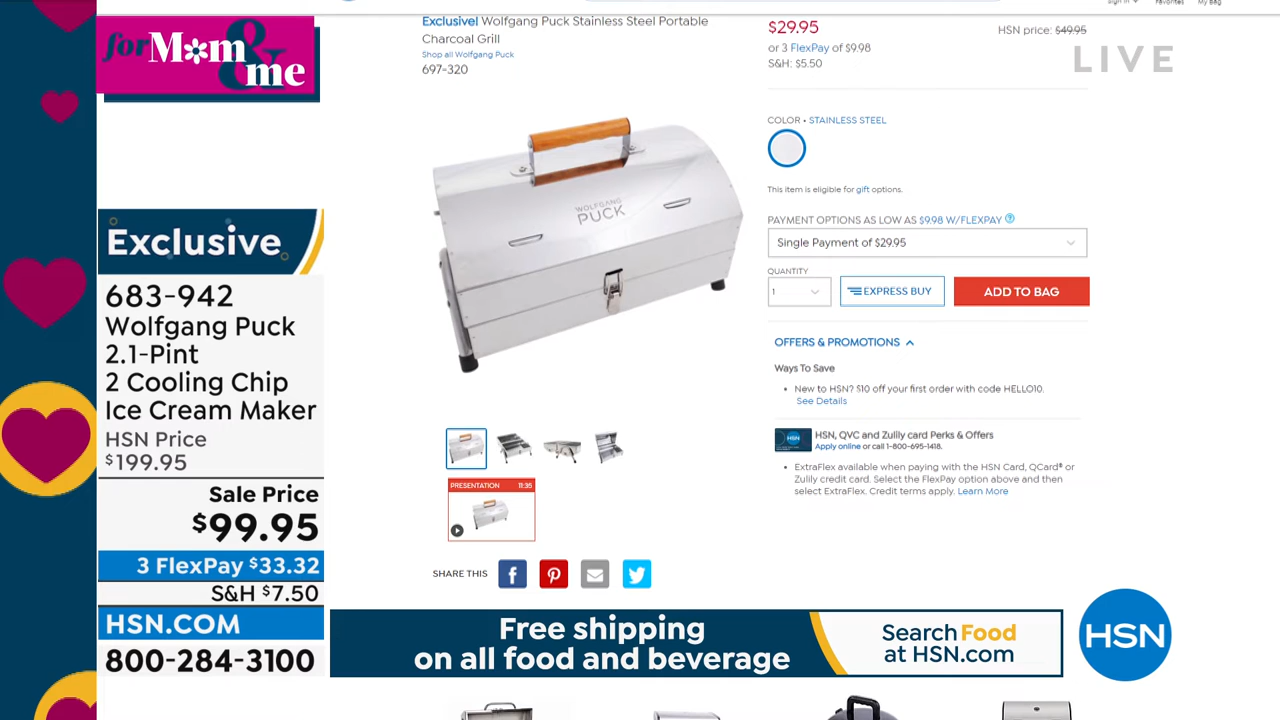 for Mom
& me
Exclusive
683-942
Wolfgang Puck
2.1-Pint
2 Cooling Chip
Ice Cream Maker
HSN Price
$199.95
Sale Price
$99.95
3 FlexPay $33.32
S&H $7.50
HSN.COM
800-284-3100
Sign in
Favorites
My Bag
Exclusive! Wolfgang Puck Stainless Steel Portable
Charcoal Grill
Shop all Wolfgang Puck
697-320
WOLFGANG
PUCK
PRESENTATION 11:35
SHARE THIS
$29.95
HSN price: $49.95
or 3 FlexPay of $9.98
S&H: $5.50
LIVE
COLOR • STAINLESS STEEL
This item is eligible for gift options.
PAYMENT OPTIONS AS LOW AS $9.98 W/FLEXPAY ?
Single Payment of $29.95
QUANTITY
1
EXPRESS BUY
ADD TO BAG
OFFERS & PROMOTIONS
Ways To Save
• New to HSN? $10 off your first order with code HELLO10.
See Details
HSN
HSN, QVC and Zulily card Perks & Offers
Apply online or call 1-800-695-1418.
• ExtraFlex available when paying with the HSN Card, QCard® or
Zulily credit card. Select the FlexPay option above and then
select ExtraFlex. Credit terms apply. Learn More
Free shipping
on all food and beverage
Search Food
at HSN.com
HSN